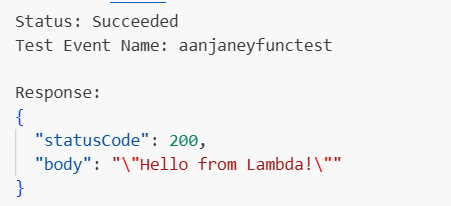 Status: Succeeded
Test Event Name: aanjaneyfunctest
Response:
{
"statusCode": 200,
"body": "\"Hello from Lambda!\""
}